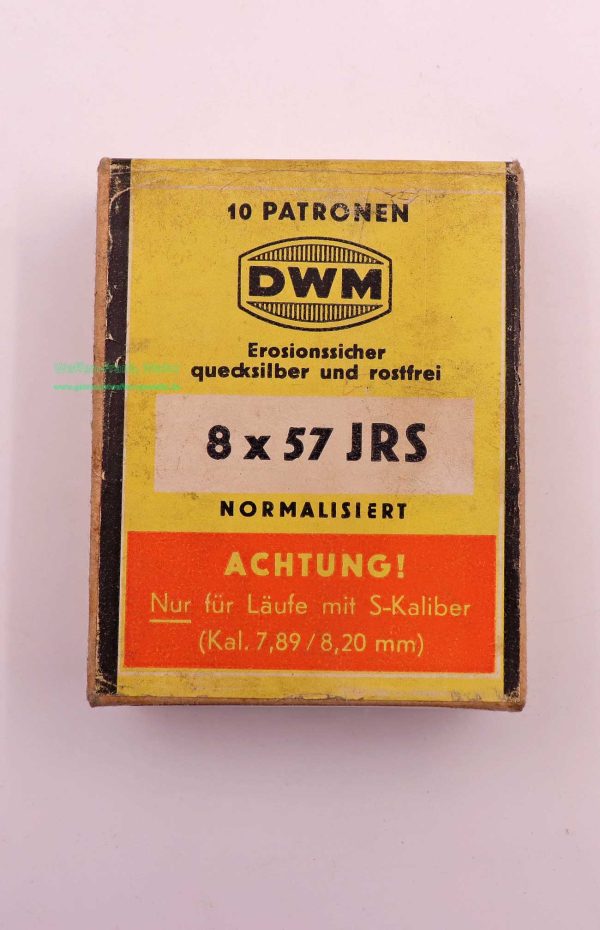 10 PATRONEN
DWM
Erosionssicher
quecksilber und rostfrei
8 x 57 JRS
NORMALISIERT
ACHTUNG!
Nur für Läufe mit S-Kaliber
(Kal. 7,89/8,20 mm)